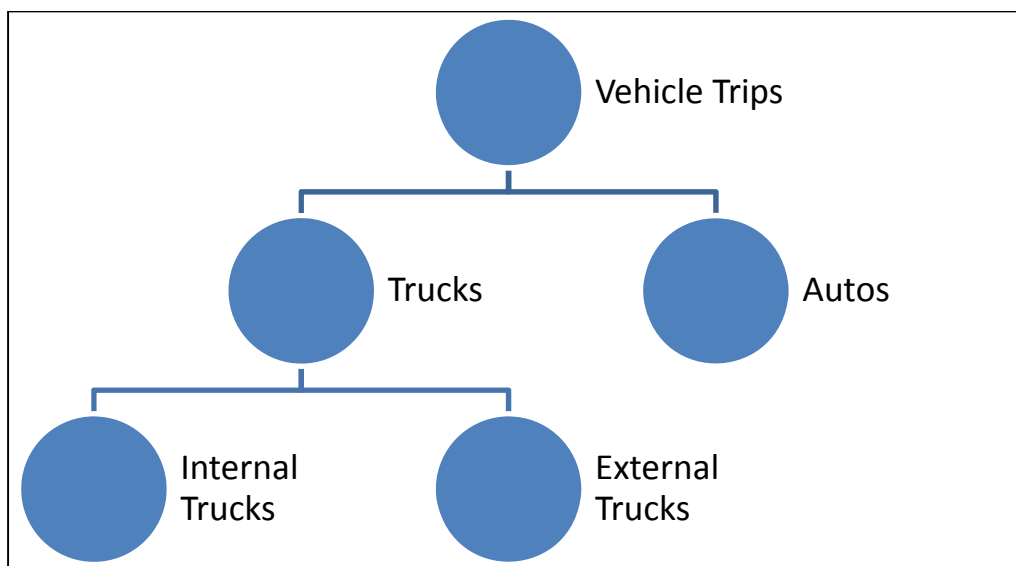 Vehicle Trips
Trucks
Autos
Internal
Trucks
External
Trucks